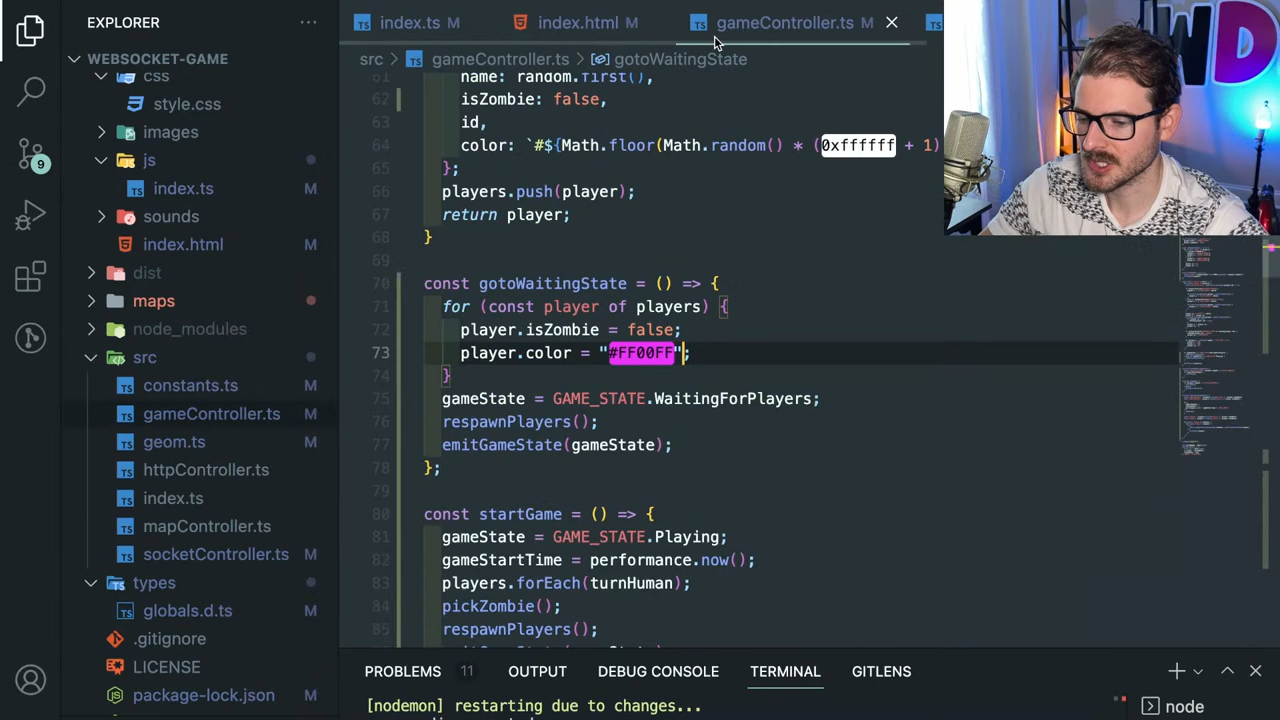 EXPLORER
WEBSOCKET-GAME
css
style.css
images
js
index.ts M
sounds
index.html M
dist
maps
node_modules
src
constants.ts M
gameController.ts M
geom.ts M
httpController.ts M
index.ts M
mapController.ts M
socketController.ts M
types
globals.d.ts M
.gitignore
LICENSE
package-lock.json M
9
index.ts M
index.html M
gameController.ts M
src > gameController.ts > gotoWaitingState
61 name: random.first(),
62 isZombie: false,
63 id,
64 color: `#${Math.floor(Math.random() * (0xffffff + 1)
65 };
66 players.push(player);
67 return player;
68 }
70 const gotoWaitingState = () => {
71 for (const player of players) {
72 player.isZombie = false;
73 player.color = "#FF00FF";
74 }
75 gameState = GAME_STATE.WaitingForPlayers;
76 respawnPlayers();
77 emitGameState(gameState);
78 };
79
80 const startGame = () => {
81 gameState = GAME_STATE.Playing;
82 gameStartTime = performance.now();
83 players.forEach(turnHuman);
84 pickZombie();
85 respawnPlayers();
PROBLEMS 11 OUTPUT DEBUG CONSOLE TERMINAL GITLENS
[nodemon] restarting due to changes...
node